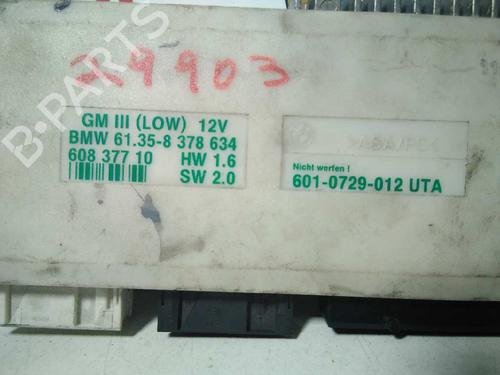 29903
GM III (LOW) 12V
BMW 61.35-8 378 634
608 377 10 HW 1.6
SW 2.0
Nicht werfen !
601-0729-012 UTA
B-PARTS